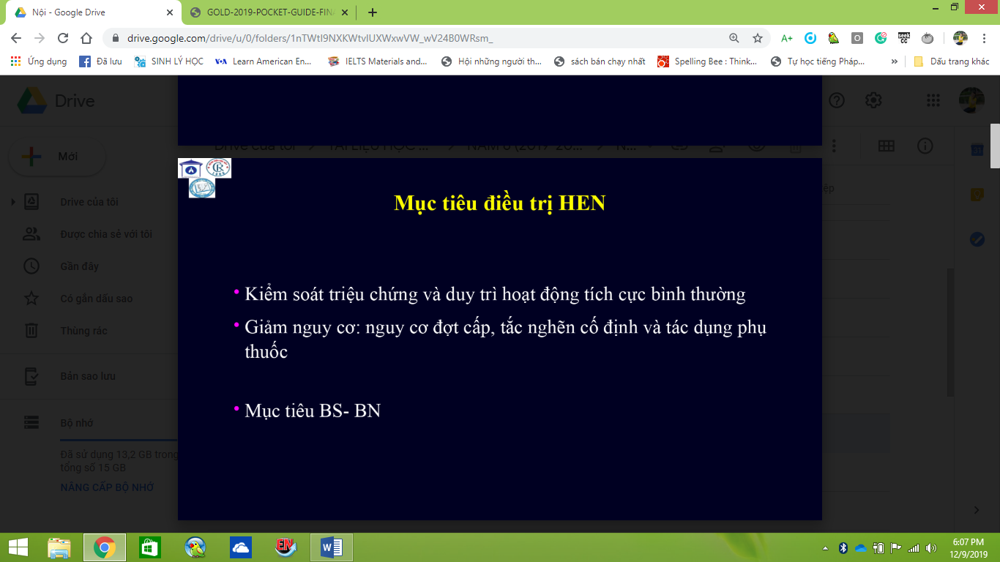 Nội - Google Drive
GOLD-2019-POCKET-GUIDE-FINA
drive.google.com/drive/u/0/folders/1nTWtI9NXKWtvIUXWxwVW_wV24B0WRsm_
A+
seek CC
Ứng dụng
Đã lưu
SINH LÝ HỌC
Learn American En...
IELTS Materials and...
Hội những người th...
sách bán chạy nhất
Spelling Bee : Think...
Tự học tiếng Pháp...
»
Dấu trang khác
Drive
Mới
Drive của tôi
Được chia sẻ với tôi
Gần đây
Có gắn dấu sao
Thùng rác
Bản sao lưu
Bộ nhớ
Đã sử dụng 13,2 GB trong
tổng số 15 GB
NÂNG CẤP BỘ NHỚ
Mục tiêu điều trị HEN
• Kiểm soát triệu chứng và duy trì hoạt động tích cực bình thường
• Giảm nguy cơ: nguy cơ đợt cấp, tắc nghẽn cố định và tác dụng phụ
thuốc
• Mục tiêu BS- BN
6:07 PM
12/9/2019